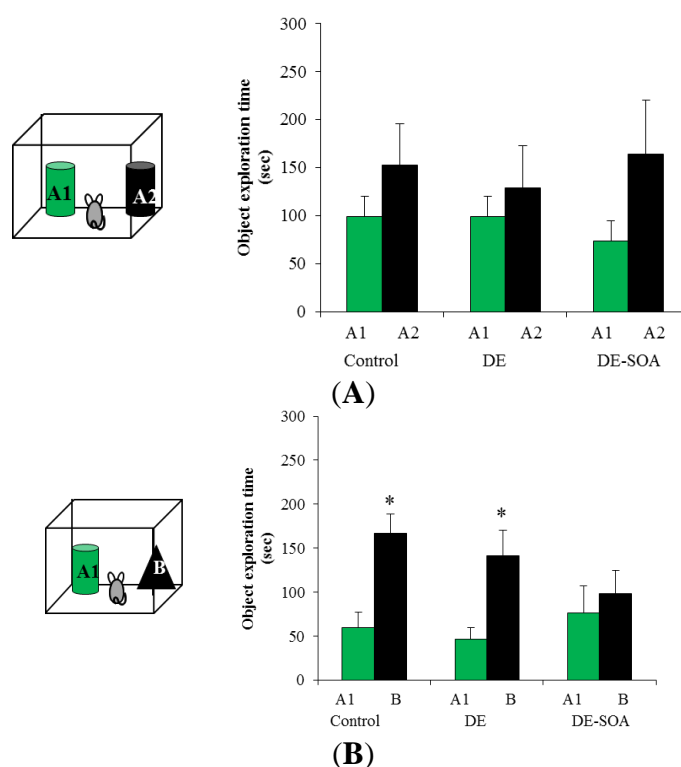 300
250
200
150
100
50
0
Object exploration time
(sec)
A1
A2
A1 A2 A1 A2 A1 A2
Control DE DE-SOA
(A)
300
250
200
150
100
50
0
Object exploration time
(sec)
A1
B
* *
A1 B A1 B A1 B
Control DE DE-SOA
(B)